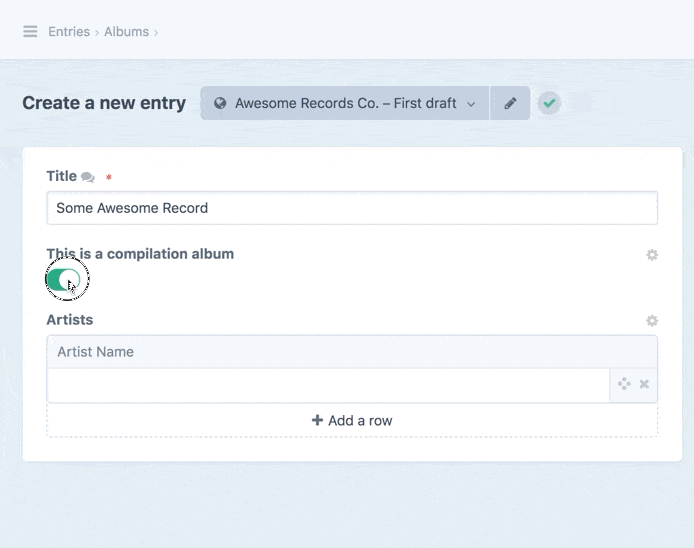 Entries › Albums ›
Create a new entry
Awesome Records Co. – First draft
Title *
Some Awesome Record
This is a compilation album
Artists
Artist Name
Add a row